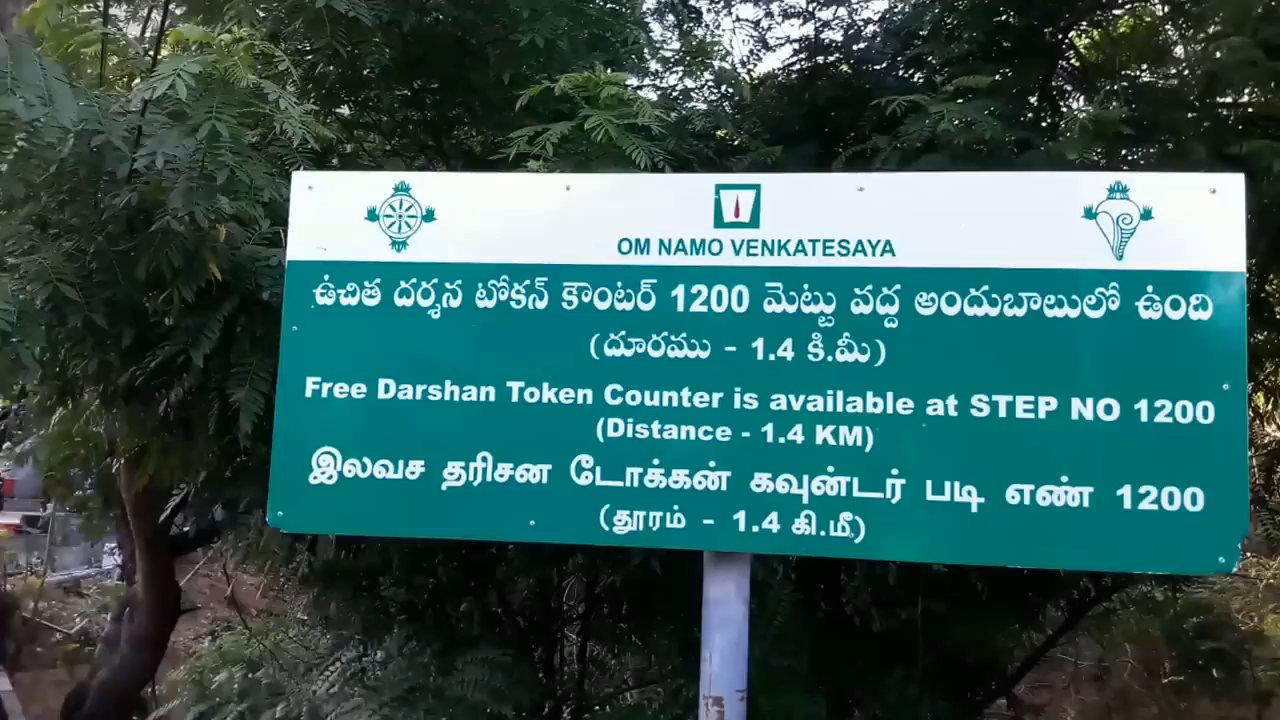 OM NAMO VENKATESAYA
ఉచిత దర్శన టోకన్ కౌంటర్ 1200 మెట్టు వద్ద అందుబాటులో ఉంది
(దూరము - 1.4 కి.మీ)
Free Darshan Token Counter is available at STEP NO 1200
(Distance - 1.4 KM)
இலவச தரிசன டோக்கன் கவுன்டர் படி எண் 1200
(தூரம் - 1.4 கி.மீ)